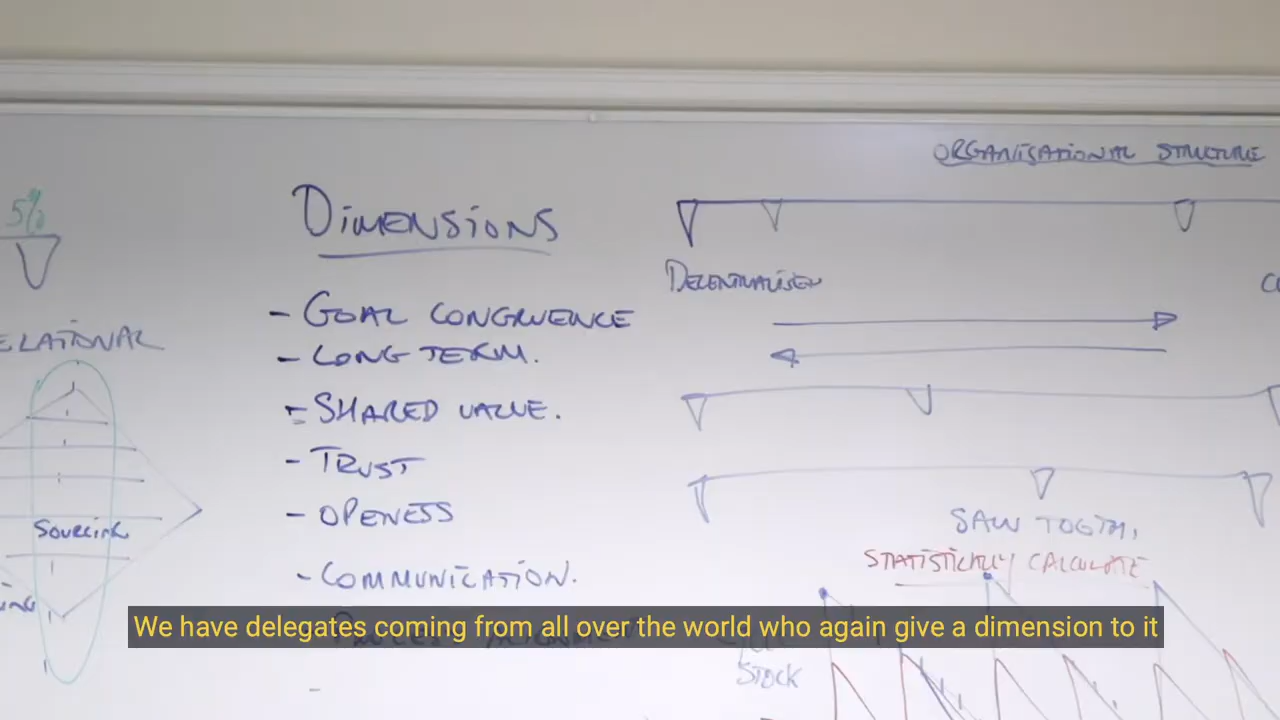 5%
RELATIONAL
SOURCING
DIMENSIONS
- GOAL CONGRUENCE
- LONG TERM.
- SHARED VALUE.
- TRUST
- OPENESS
- COMMUNICATION.
-
ORGANISATIONAL STRUCTURE
DECENTRALISED
SAW TOOTH,
STATISTICALLY CALCULATE
STOCK
We have delegates coming from all over the world who again give a dimension to it